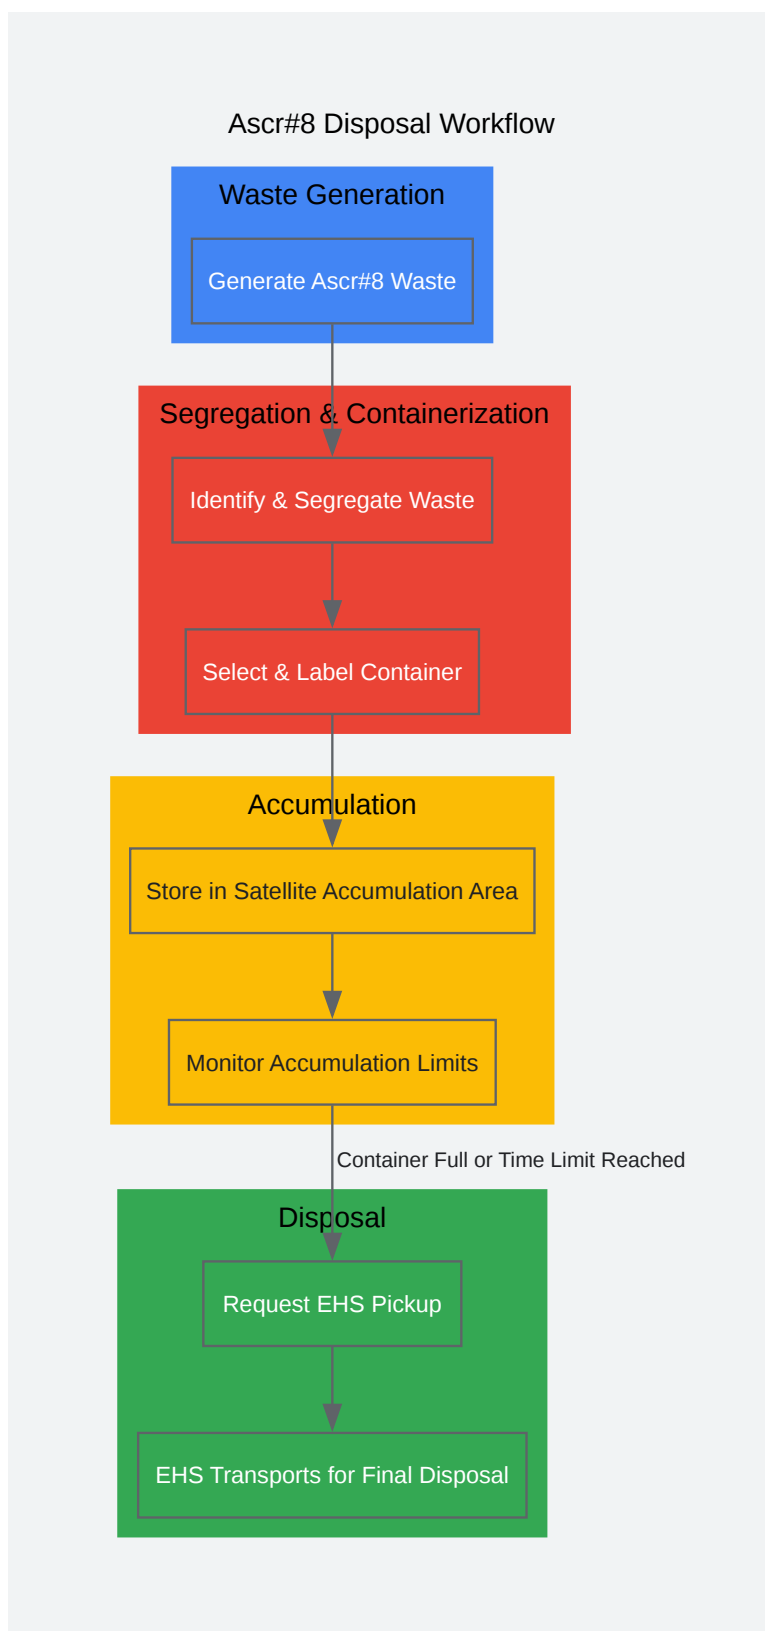 Ascr#8 Disposal Workflow
Waste Generation
Generate Ascr#8 Waste
Segregation & Containerization
Identify & Segregate Waste
Select & Label Container
Accumulation
Store in Satellite Accumulation Area
Monitor Accumulation Limits
Container Full or Time Limit Reached
Disposal
Request EHS Pickup
EHS Transports for Final Disposal